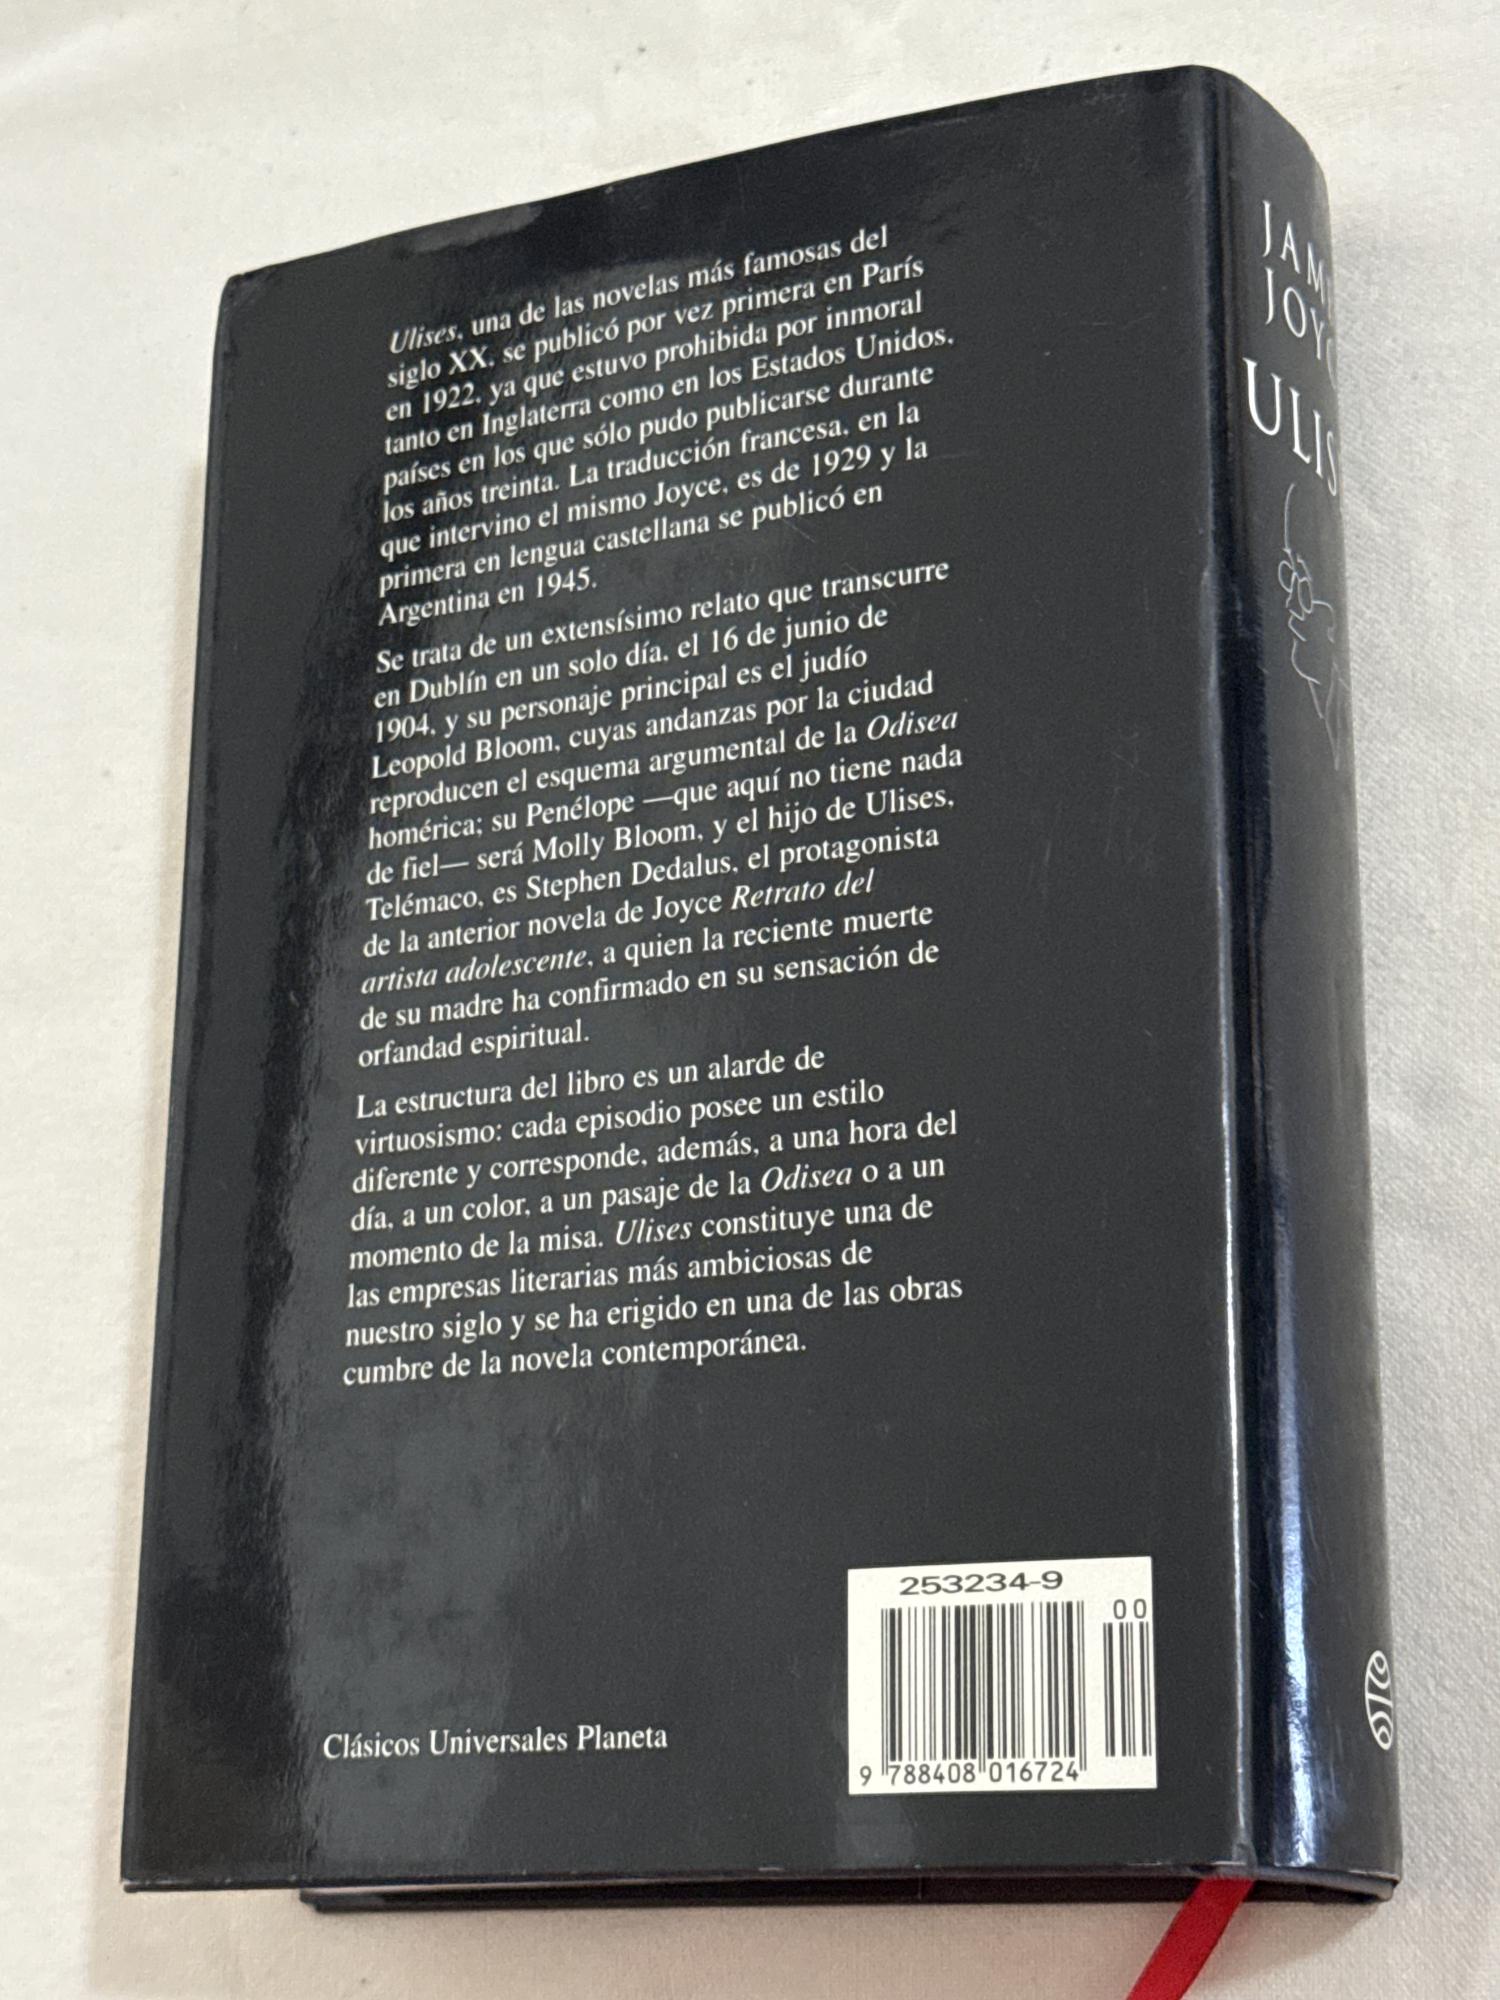 Ulises, una de las novelas más famosas del
siglo XX, se publicó por vez primera en París
en 1922, ya que estuvo prohibida por inmoral
tanto en Inglaterra como en los Estados Unidos,
países en los que sólo pudo publicarse durante
los años treinta. La traducción francesa, en la
que intervino el mismo Joyce, es de 1929 y la
primera en lengua castellana se publicó en
Argentina en 1945.
Se trata de un extensísimo relato que transcurre
en Dublín en un solo día, el 16 de junio de
1904, y su personaje principal es el judío
Leopold Bloom, cuyas andanzas por la ciudad
reproducen el esquema argumental de la Odisea
homérica; su Penélope —que aquí no tiene nada
de fiel— será Molly Bloom, y el hijo de Ulises,
Telémaco, es Stephen Dedalus, el protagonista
de la anterior novela de Joyce Retrato del
artista adolescente, a quien la reciente muerte
de su madre ha confirmado en su sensación de
orfandad espiritual.
La estructura del libro es un alarde de
virtuosismo: cada episodio posee un estilo
diferente y corresponde, además, a una hora del
día, a un color, a un pasaje de la Odisea o a un
momento de la misa. Ulises constituye una de
las empresas literarias más ambiciosas de
nuestro siglo y se ha erigido en una de las obras
cumbre de la novela contemporánea.
Clásicos Universales Planeta
253234-9
00
9 788408 016724
JAM
JOYC
ULIS